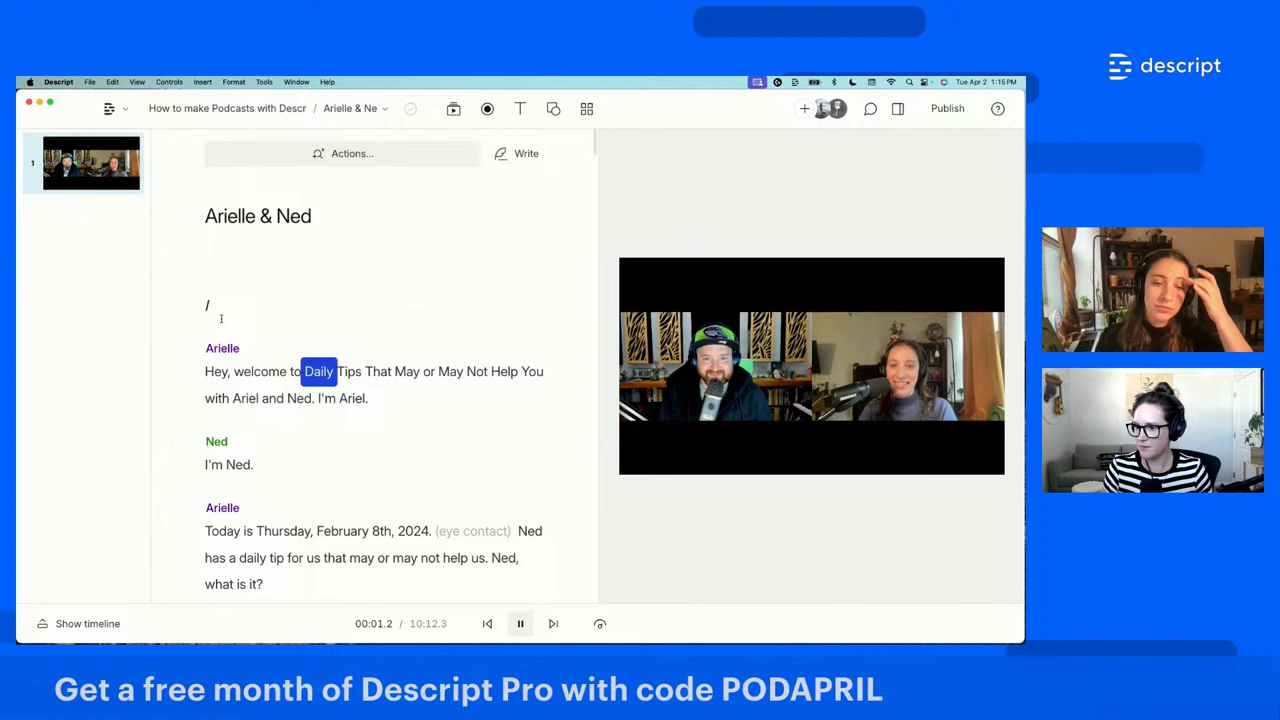 descript
Descript File Edit View Controls Insert Format Tools Window Help Tue Apr 2 1:15 PM
How to make Podcasts with Descr / Arielle & Ne Publish
1
Actions... Write
Arielle & Ned
/
Arielle
Hey, welcome to Daily Tips That May or May Not Help You
with Ariel and Ned. I'm Ariel.
Ned
I'm Ned.
Arielle
Today is Thursday, February 8th, 2024. (eye contact) Ned
has a daily tip for us that may or may not help us. Ned,
what is it?
Show timeline 00:01.2 / 10:12.3
Get a free month of Descript Pro with code PODAPRIL